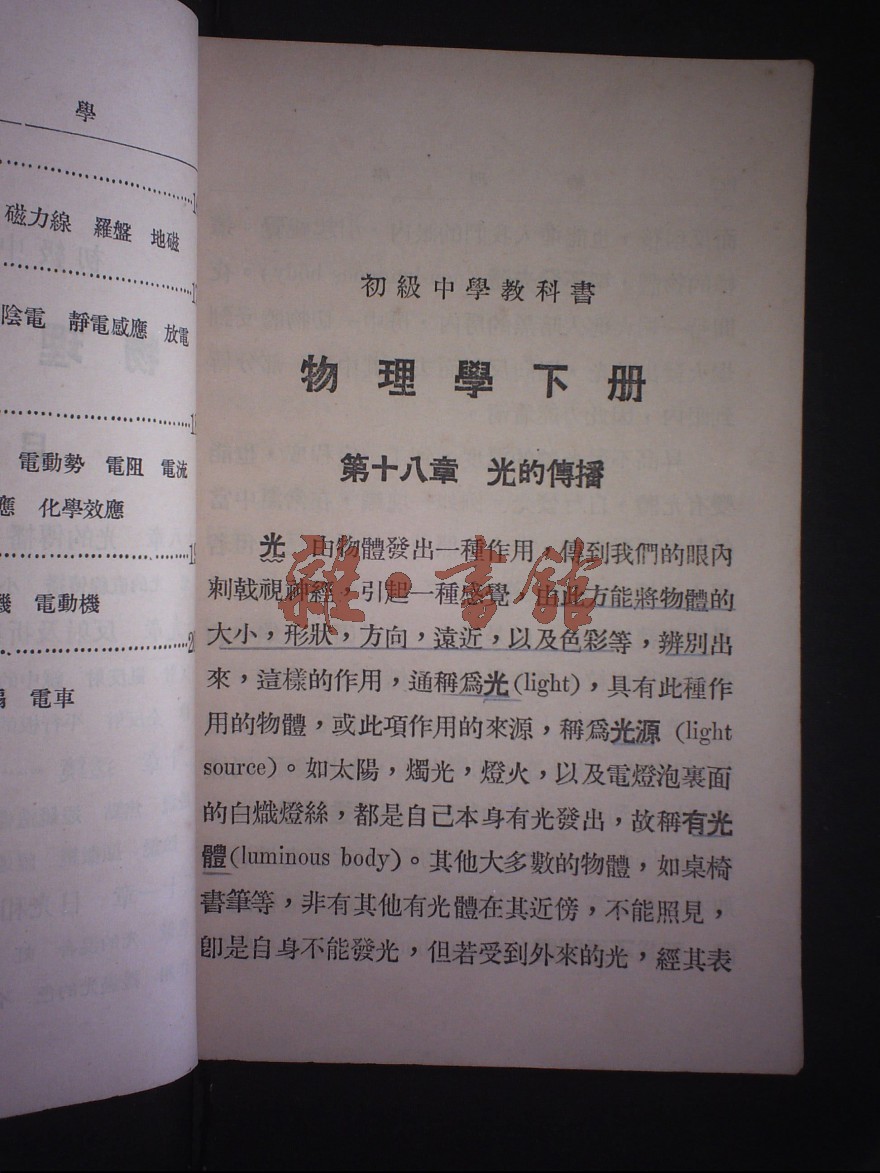 學
磁力線 羅盤 地磁
陰電 靜電感應 放電
電動勢 電阻 電流
應 化學效應
機 電動機
電車
初級中學教科書
物理學下册
第十八章 光的傳播
光 由物體發出一種作用，傳到我們的眼內
刺戟視神經，引起一種感覺，由此方能將物體的
大小，形狀，方向，遠近，以及色彩等，辨別出
來，這樣的作用，通稱爲光(light)，具有此種作
用的物體，或此項作用的來源，稱爲光源 (light
source)。如太陽，燭光，燈火，以及電燈泡裏面
的白熾燈絲，都是自己本身有光發出，故稱有光
體(luminous body)。其他大多數的物體，如桌椅
書筆等，非有其他有光體在其近傍，不能照見，
卽是自身不能發光，但若受到外來的光，經其表
雜·書館